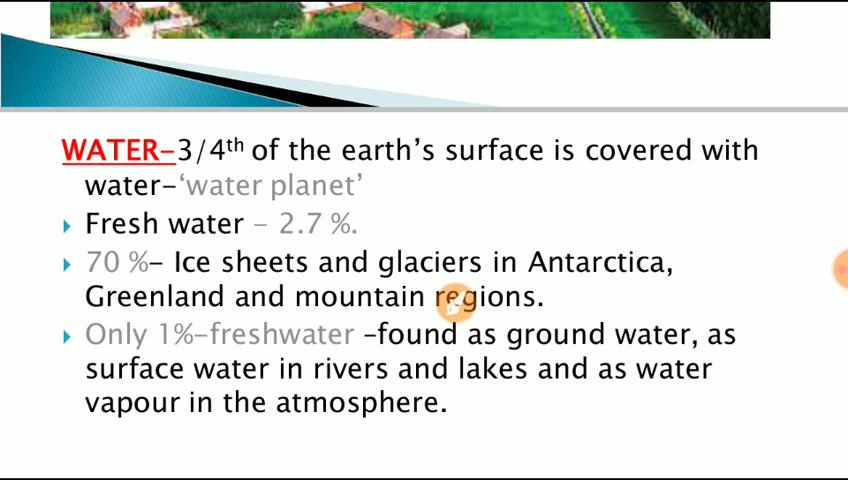 WATER-3/4th of the earth's surface is covered with
water-'water planet'
Fresh water - 2.7 %.
70 %- Ice sheets and glaciers in Antarctica,
Greenland and mountain regions.
Only 1%-freshwater -found as ground water, as
surface water in rivers and lakes and as water
vapour in the atmosphere.